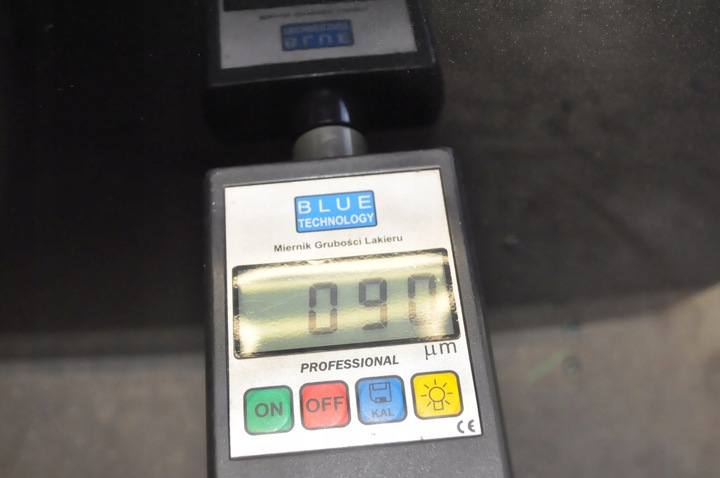 BLUE
TECHNOLOGY
Miernik Grubości Lakieru
090
µm
PROFESSIONAL
ON
OFF
KAL
CE